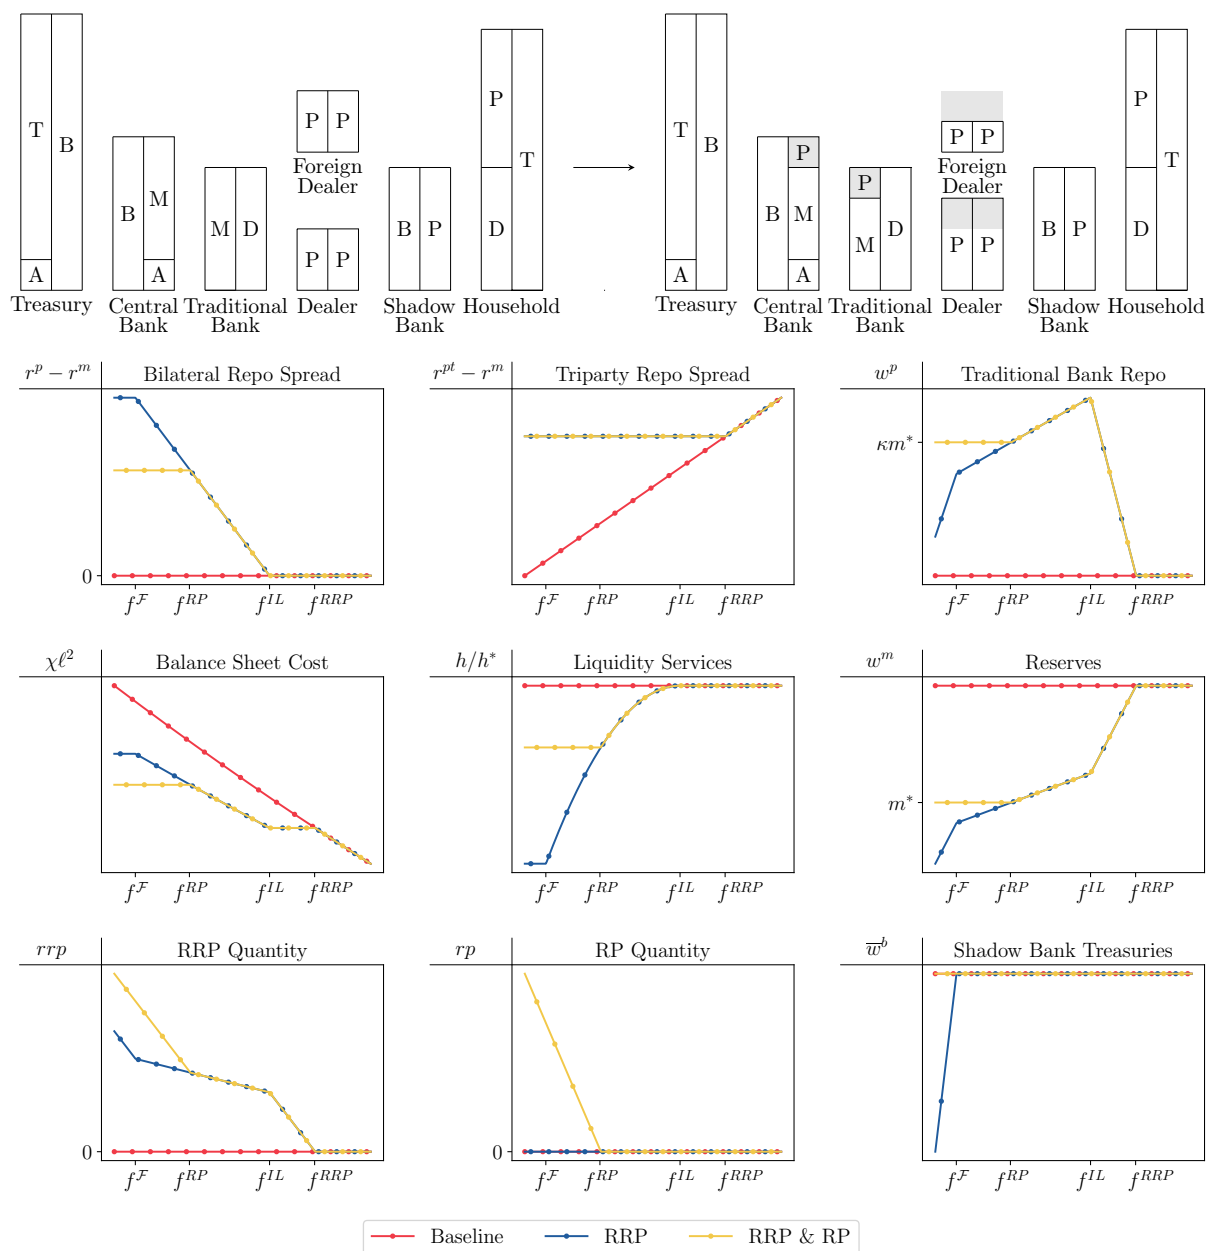 T B A
Treasury
B M A
Central
Bank
M D
Traditional
Bank
P P
Foreign
Dealer
P P
Dealer
B P
Shadow
Bank
P D T
Household
T B A
Treasury
B P M A
Central
Bank
P M D
Traditional
Bank
P P
Foreign
Dealer
P P
Dealer
B P
Shadow
Bank
P D T
Household
r^p − r^m Bilateral Repo Spread
0
f^ℱ f^{RP} f^{IL} f^{RRP}
r^{pt} − r^m Triparty Repo Spread
f^ℱ f^{RP} f^{IL} f^{RRP}
w^p Traditional Bank Repo
κm*
f^ℱ f^{RP} f^{IL} f^{RRP}
χℓ² Balance Sheet Cost
f^ℱ f^{RP} f^{IL} f^{RRP}
h/h* Liquidity Services
f^ℱ f^{RP} f^{IL} f^{RRP}
w^m Reserves
m*
f^ℱ f^{RP} f^{IL} f^{RRP}
rrp RRP Quantity
0
f^ℱ f^{RP} f^{IL} f^{RRP}
rp RP Quantity
0
f^ℱ f^{RP} f^{IL} f^{RRP}
w̅^b Shadow Bank Treasuries
f^ℱ f^{RP} f^{IL} f^{RRP}
Baseline RRP RRP & RP